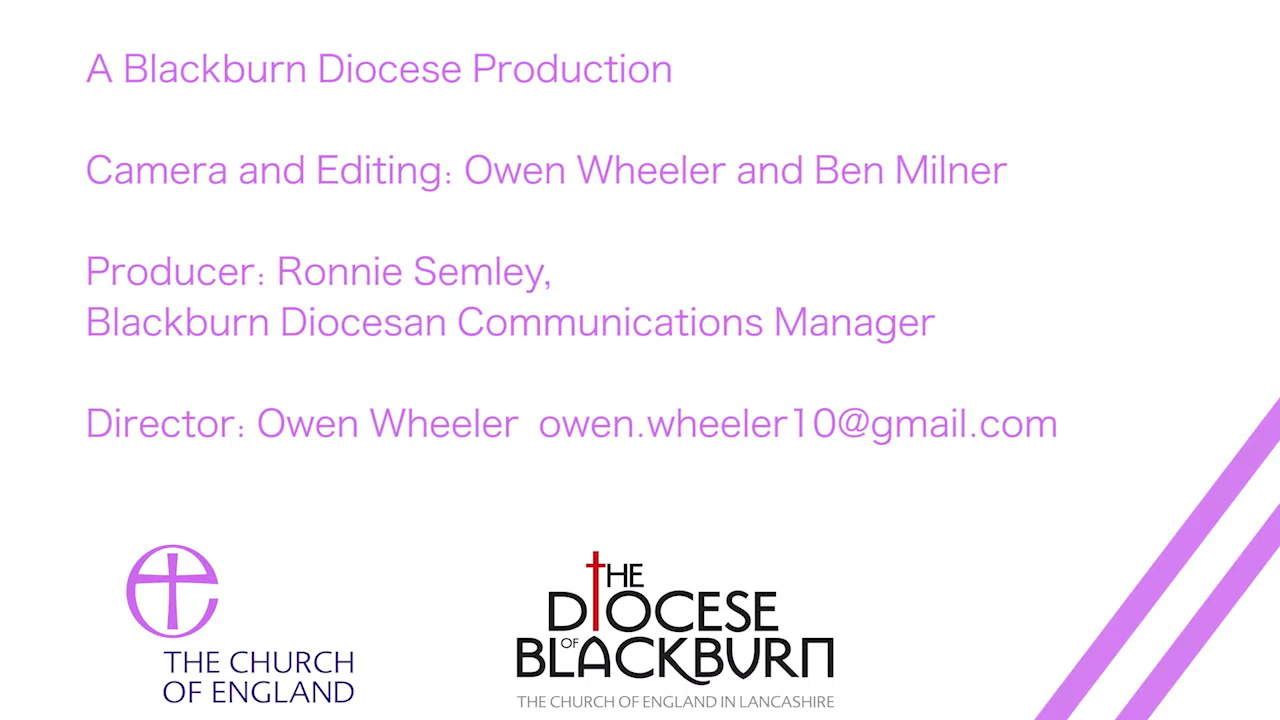 A Blackburn Diocese Production
Camera and Editing: Owen Wheeler and Ben Milner
Producer: Ronnie Semley,
Blackburn Diocesan Communications Manager
Director: Owen Wheeler  owen.wheeler10@gmail.com
THE CHURCH
OF ENGLAND
THE
DIOCESE
OF
BLACKBURN
THE CHURCH OF ENGLAND IN LANCASHIRE